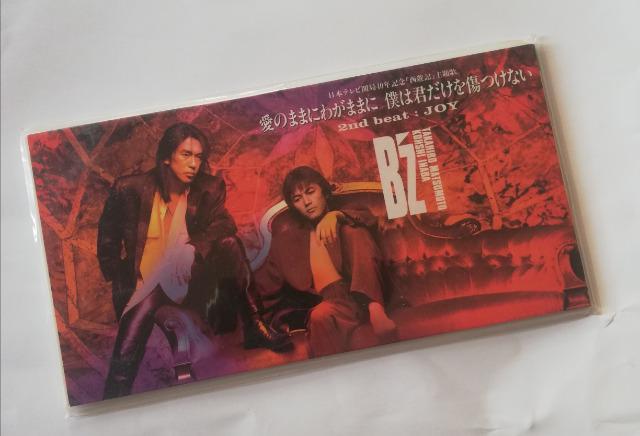 日本テレビ開局40年記念「西遊記」主題歌
愛のままにわがままに 僕は君だけを傷つけない
2nd beat : JOY
B'z
TAKAHIRO MATSUMOTO
KOHSHI INABA